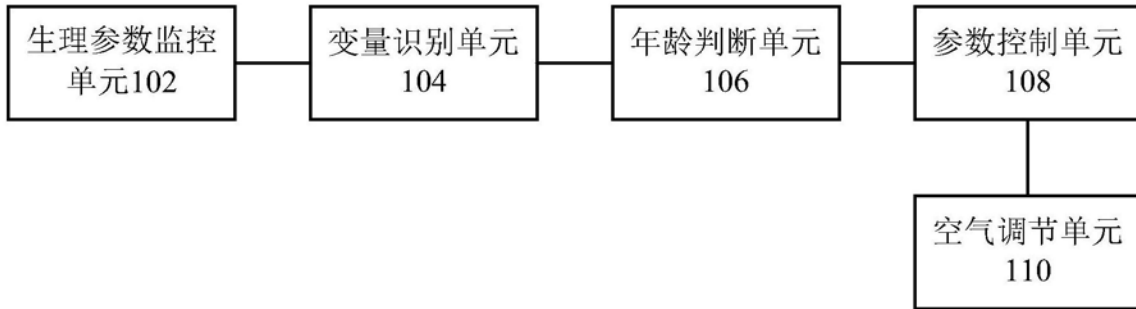 生理参数监控
单元102
变量识别单元
104
年龄判断单元
106
参数控制单元
108
空气调节单元
110